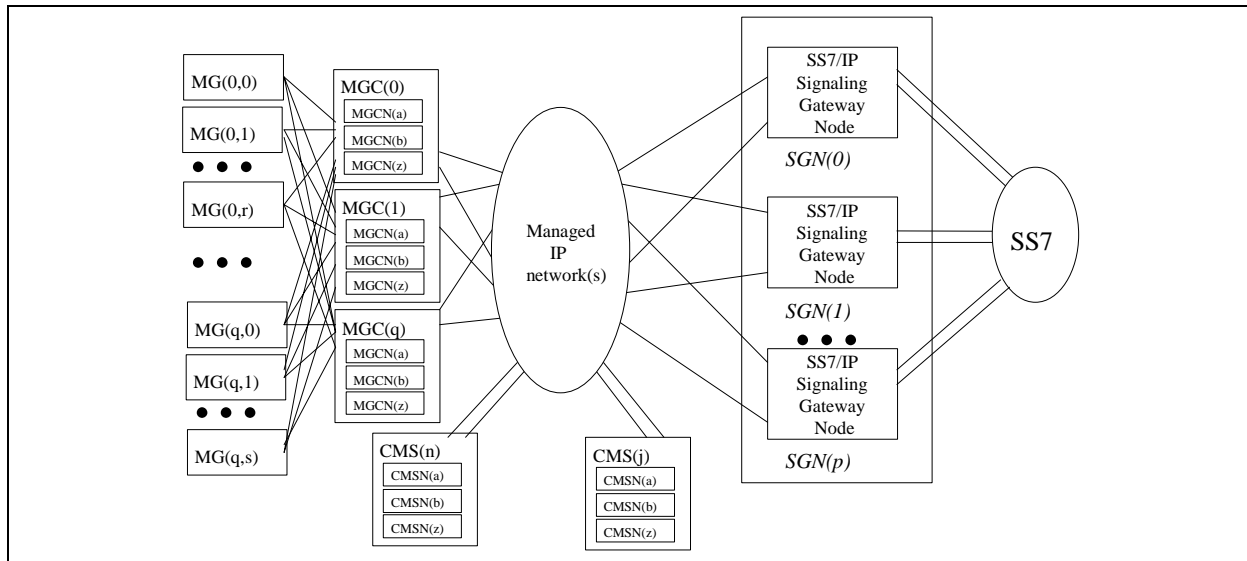 MG(0,0)
MG(0,1)
MG(0,r)
MG(q,0)
MG(q,1)
MG(q,s)
MGC(0)
MGCN(a)
MGCN(b)
MGCN(z)
MGC(1)
MGCN(a)
MGCN(b)
MGCN(z)
MGC(q)
MGCN(a)
MGCN(b)
MGCN(z)
CMS(n)
CMSN(a)
CMSN(b)
CMSN(z)
Managed
IP
network(s)
CMS(j)
CMSN(a)
CMSN(b)
CMSN(z)
SS7/IP
Signaling
Gateway
Node
SGN(0)
SS7/IP
Signaling
Gateway
Node
SGN(1)
SS7/IP
Signaling
Gateway
Node
SGN(p)
SS7